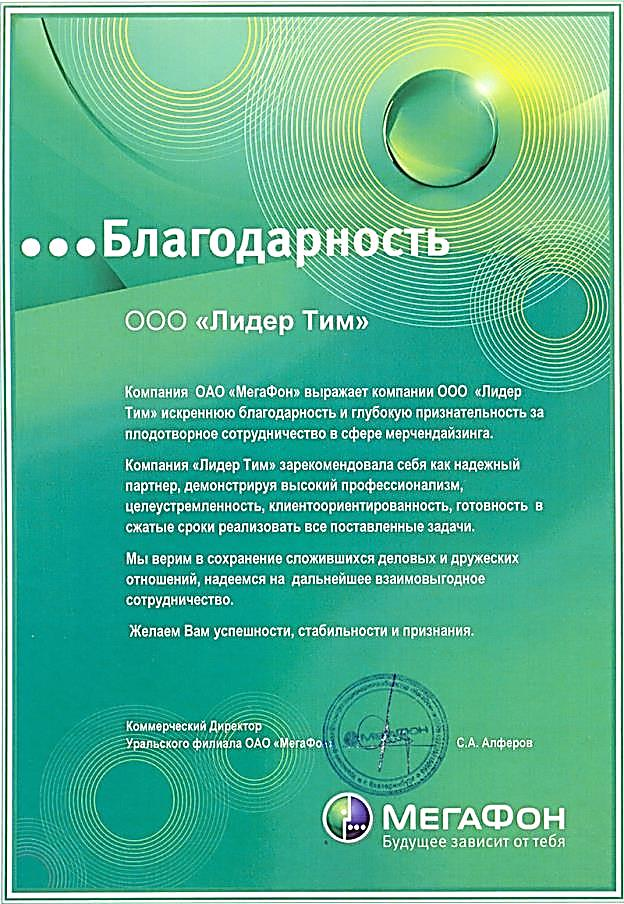 ...Благодарность
ООО «Лидер Тим»
Компания ОАО «МегаФон» выражает компании ООО «Лидер
Тим» искреннюю благодарность и глубокую признательность за
плодотворное сотрудничество в сфере мерчендайзинга.
Компания «Лидер Тим» зарекомендовала себя как надежный
партнер, демонстрируя высокий профессионализм,
целеустремленность, клиентоориентированность, готовность в
сжатые сроки реализовать все поставленные задачи.
Мы верим в сохранение сложившихся деловых и дружеских
отношений, надеемся на дальнейшее взаимовыгодное
сотрудничество.
Желаем Вам успешности, стабильности и признания.
Коммерческий Директор
Уральского филиала ОАО «МегаФон»
С.А. Алферов
МЕГАФОН
МегаФон
Будущее зависит от тебя